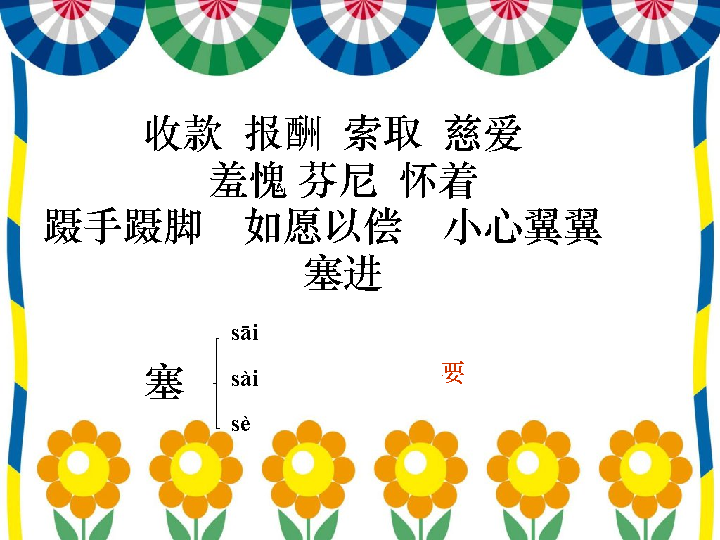 收款 报酬 索取 慈爱
羞愧 芬尼 怀着
蹑手蹑脚 如愿以偿 小心翼翼
塞进
sāi
塞 sài 要
sè